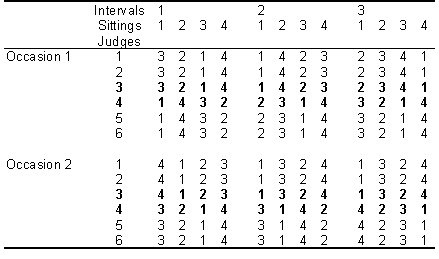 Intervals 1 2 3
Sittings 1 2 3 4 1 2 3 4 1 2 3 4
Judges
Occasion 1 1 3 2 1 4 1 4 2 3 2 3 4 1
2 3 2 1 4 1 4 2 3 2 3 4 1
3 3 2 1 4 1 4 2 3 2 3 4 1
4 1 4 3 2 2 3 1 4 3 2 1 4
5 1 4 3 2 2 3 1 4 3 2 1 4
6 1 4 3 2 2 3 1 4 3 2 1 4
Occasion 2 1 4 1 2 3 1 3 2 4 1 3 2 4
2 4 1 2 3 1 3 2 4 1 3 2 4
3 4 1 2 3 1 3 2 4 1 3 2 4
4 3 2 1 4 3 1 4 2 4 2 3 1
5 3 2 1 4 3 1 4 2 4 2 3 1
6 3 2 1 4 3 1 4 2 4 2 3 1